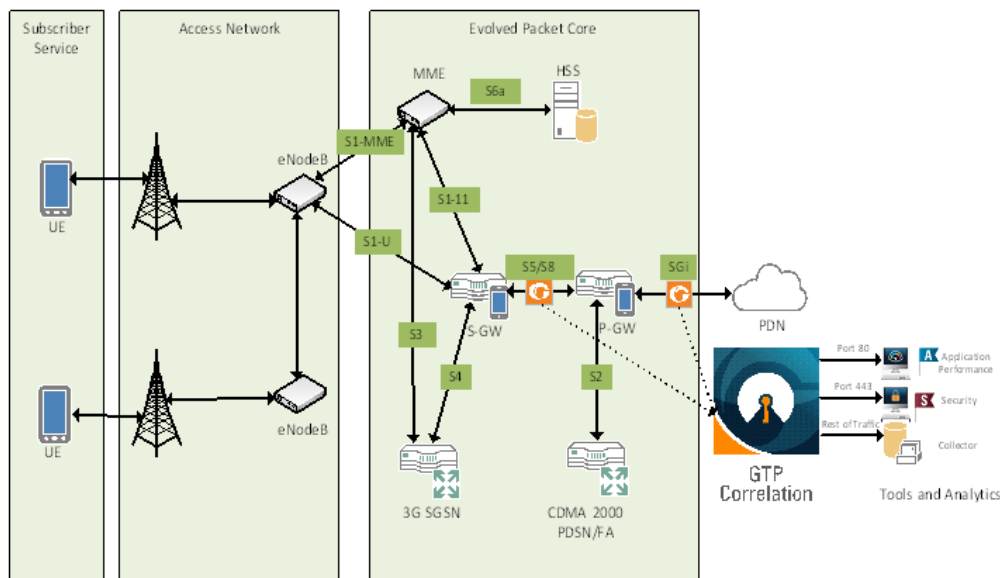 Subscriber
Service
Access Network
Evolved Packet Core
MME
HSS
S6a
S1-MME
eNodeB
S1-11
UE
S1-U
S5/S8
SGi
S-GW
P-GW
PDN
S3
S4
S2
Port 80
A
Application
Performance
Port 443
S
Security
Rest of Traffic
Collector
UE
eNodeB
GTP
Correlation
Tools and Analytics
3G SGSN
CDMA 2000
PDSN/FA